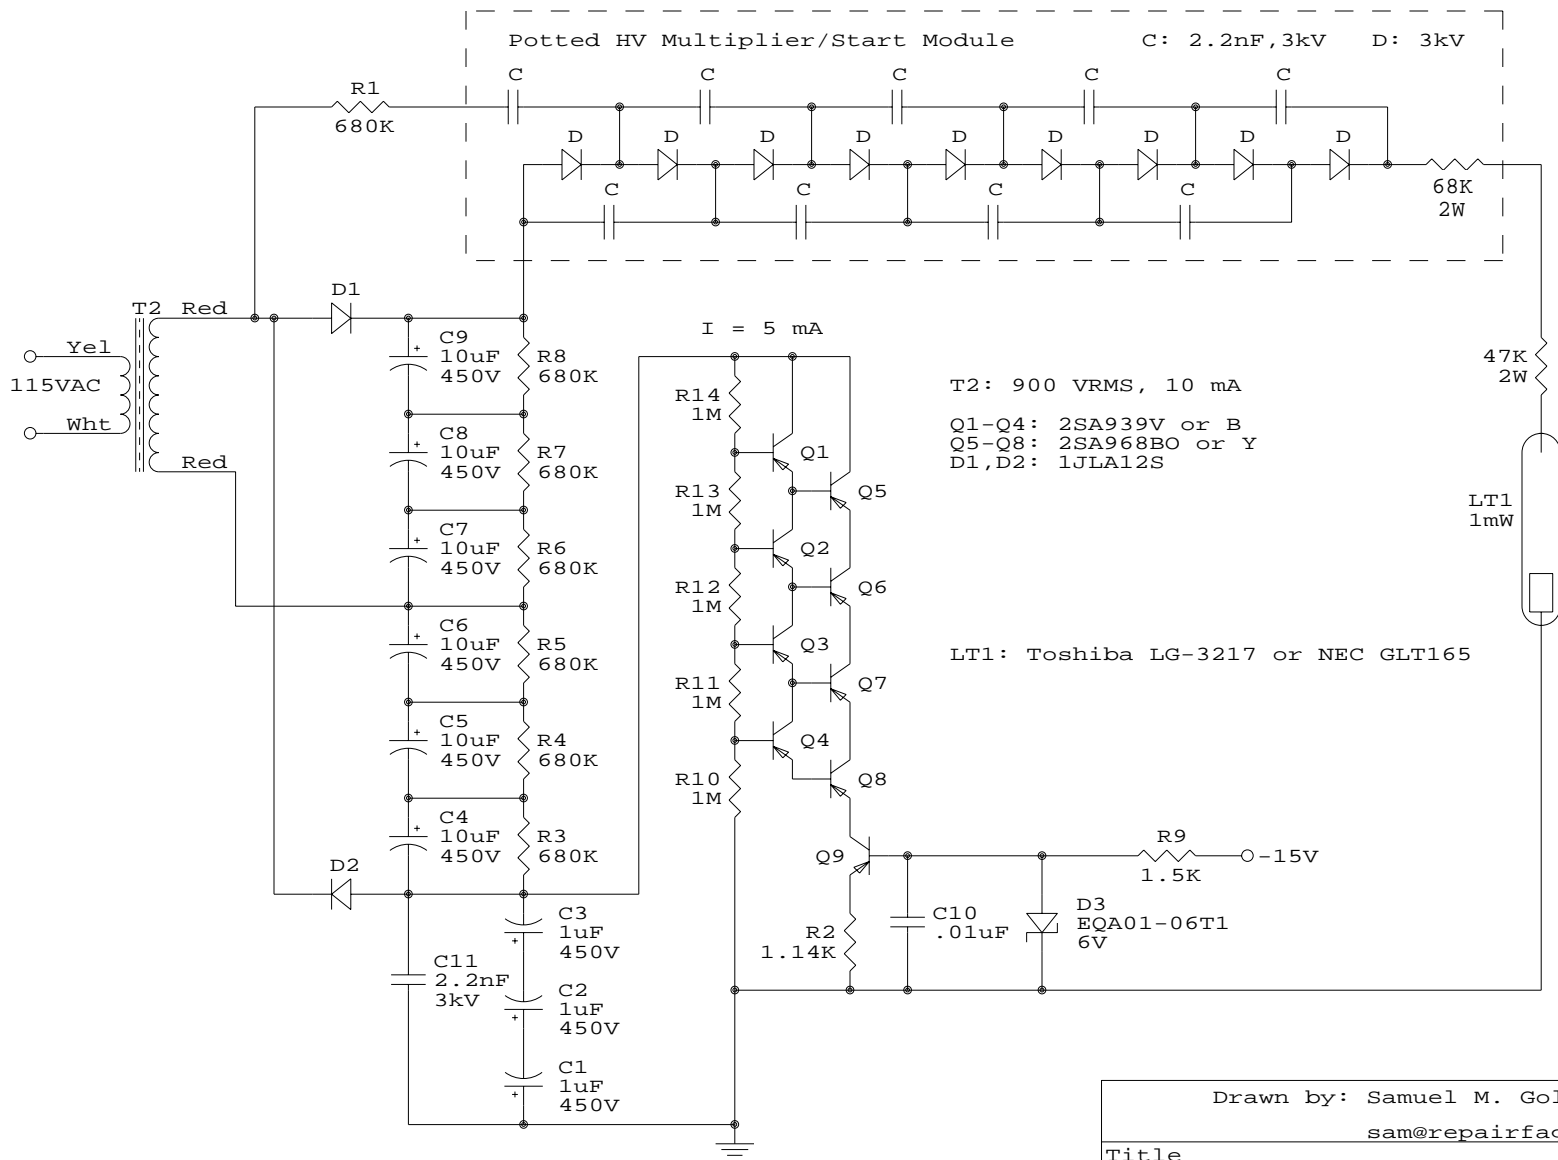 Potted HV Multiplier/Start Module C: 2.2nF,3kV D: 3kV
C C C C C
R1
680K
D D D D D D D D D
C C C C
68K
2W
T2 Red
Yel
115VAC
Wht
Red
D1
C9
10uF
450V
R8
680K
C8
10uF
450V
R7
680K
C7
10uF
450V
R6
680K
C6
10uF
450V
R5
680K
C5
10uF
450V
R4
680K
C4
10uF
450V
R3
680K
D2
C3
1uF
450V
C11
2.2nF
3kV
C2
1uF
450V
C1
1uF
450V
I = 5 mA
R14
1M
Q1
R13
1M
Q5
Q2
R12
1M
Q6
Q3
R11
1M
Q7
Q4
R10
1M
Q8
Q9
R2
1.14K
C10
.01uF
D3
EQA01-06T1
6V
R9
1.5K
-15V
T2: 900 VRMS, 10 mA
Q1-Q4: 2SA939V or B
Q5-Q8: 2SA968BO or Y
D1,D2: 1JLA12S
47K
2W
LT1
1mW
LT1: Toshiba LG-3217 or NEC GLT165
Drawn by: Samuel M. Gol
sam@repairfac
Title